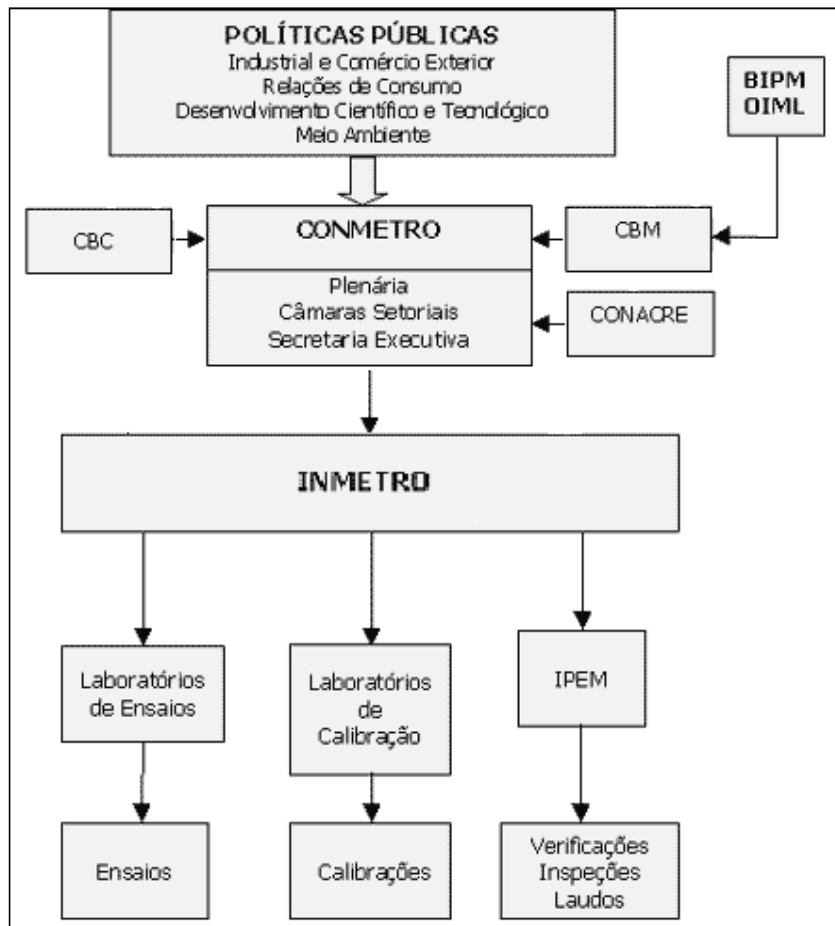 POLÍTICAS PÚBLICAS
Industrial e Comércio Exterior
Relações de Consumo
Desenvolvimento Científico e Tecnológico
Meio Ambiente
BIPM
OIML
CBC
CONMETRO
CBM
Plenária
Câmaras Setoriais
Secretaria Executiva
CONACRE
INMETRO
Laboratórios
de Ensaios
Laboratórios
de
Calibração
IPEM
Ensaios
Calibrações
Verificações
Inspeções
Laudos